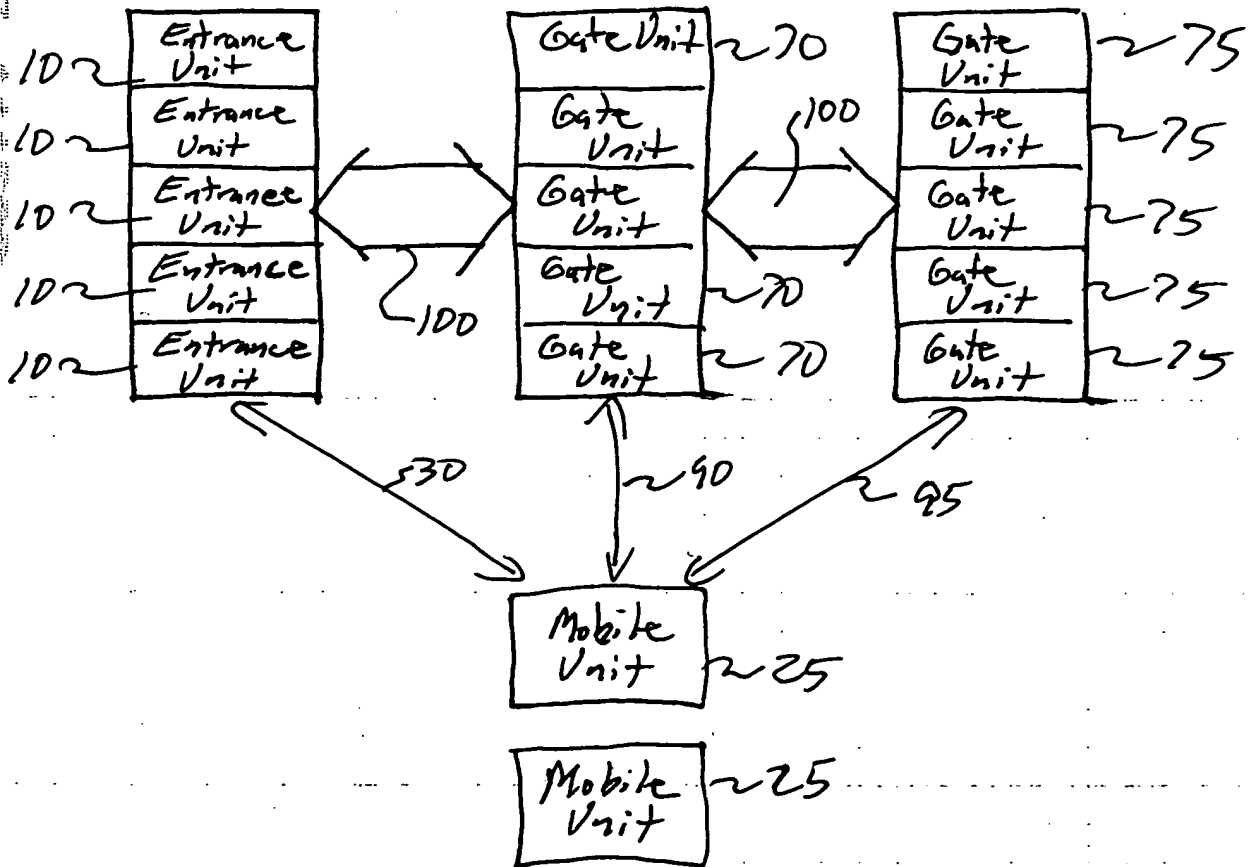 10
Entrance
Unit
10
Entrance
Unit
10
Entrance
Unit
10
Entrance
Unit
10
Entrance
Unit
100
Gate Unit
70
Gate
Unit
Gate
Unit
Gate
Unit
70
Gate
Unit
70
100
Gate
Unit
75
Gate
Unit
75
Gate
Unit
75
Gate
Unit
75
Gate
Unit
75
30
90
95
Mobile
Unit
25
Mobile
Unit
25